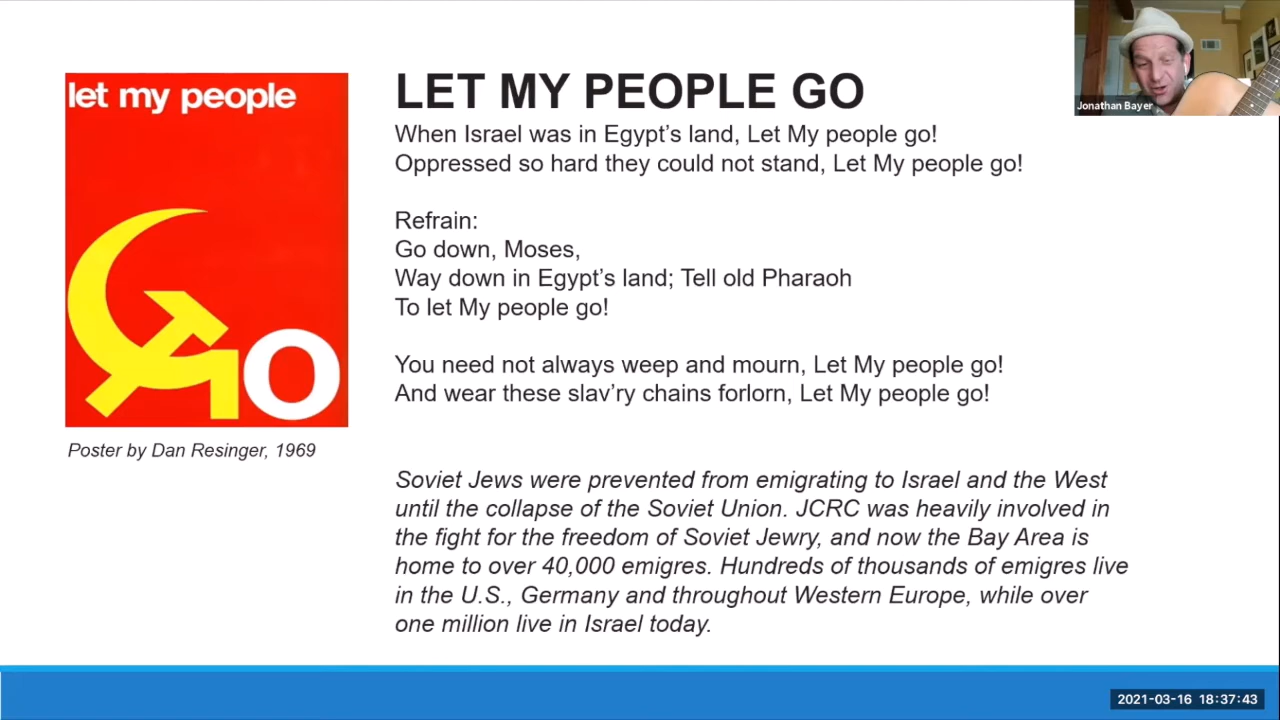 let my people
GO
Poster by Dan Resinger, 1969
LET MY PEOPLE GO
When Israel was in Egypt’s land, Let My people go!
Oppressed so hard they could not stand, Let My people go!
Refrain:
Go down, Moses,
Way down in Egypt’s land; Tell old Pharaoh
To let My people go!
You need not always weep and mourn, Let My people go!
And wear these slav’ry chains forlorn, Let My people go!
Soviet Jews were prevented from emigrating to Israel and the West
until the collapse of the Soviet Union. JCRC was heavily involved in
the fight for the freedom of Soviet Jewry, and now the Bay Area is
home to over 40,000 emigres. Hundreds of thousands of emigres live
in the U.S., Germany and throughout Western Europe, while over
one million live in Israel today.
Jonathan Bayer
2021-03-16 18:37:43